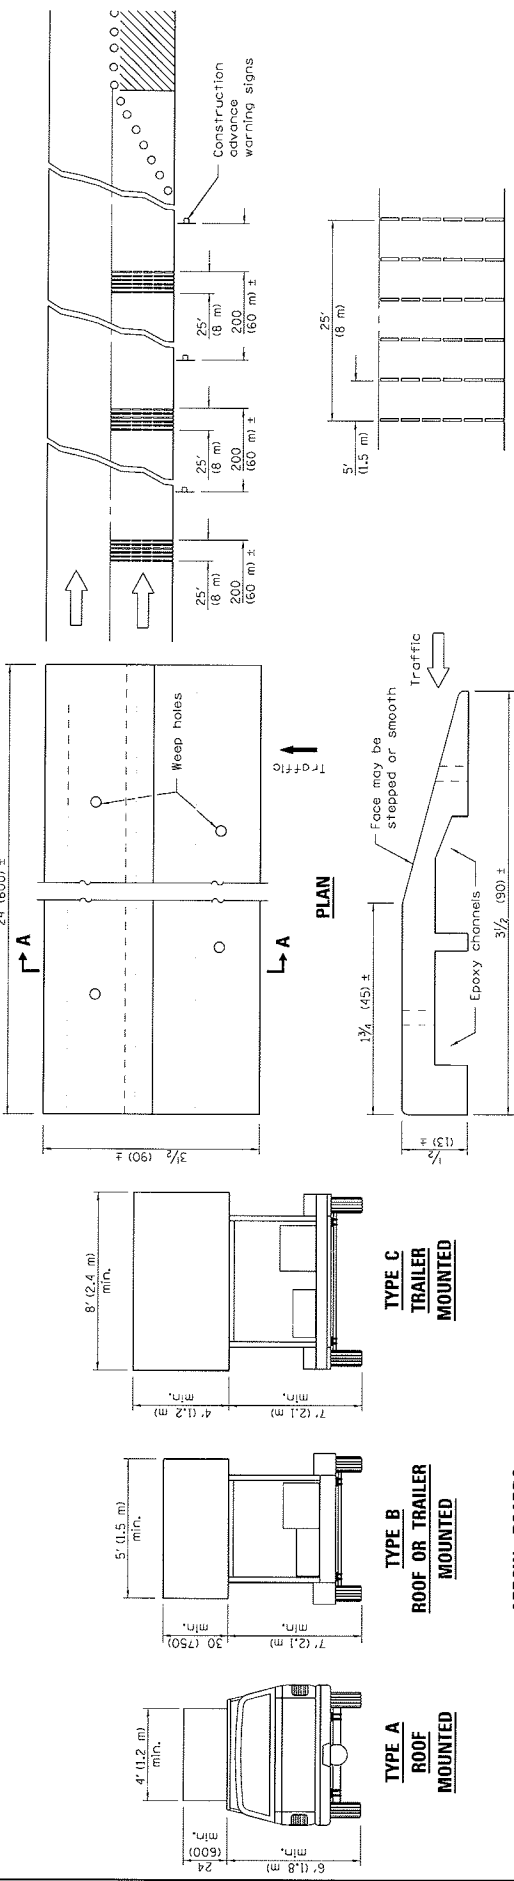 4' (1.2 m)
min.
24
(600)
min.
6' (1.8 m)
min.
TYPE A
ROOF
MOUNTED
5' (1.5 m)
min.
30 (750)
min.
7' (2.1 m)
min.
TYPE B
ROOF OR TRAILER
MOUNTED
8' (2.4 m)
min.
4' (1.2 m)
min.
7' (2.1 m)
min.
TYPE C
TRAILER
MOUNTED
24 (600) ±
A
A
3½ (90) ±
Weep holes
Traffic
PLAN
1¾ (45) ±
Face may be
stepped or smooth
Traffic
½
(13) ±
Epoxy channels
3½ (90) ±
25'
(8 m)
200
(60 m) ±
25'
(8 m)
200
(60 m) ±
25'
(8 m)
200
(60 m) ±
Construction
advance
warning signs
5'
(1.5 m)
25'
(8 m)